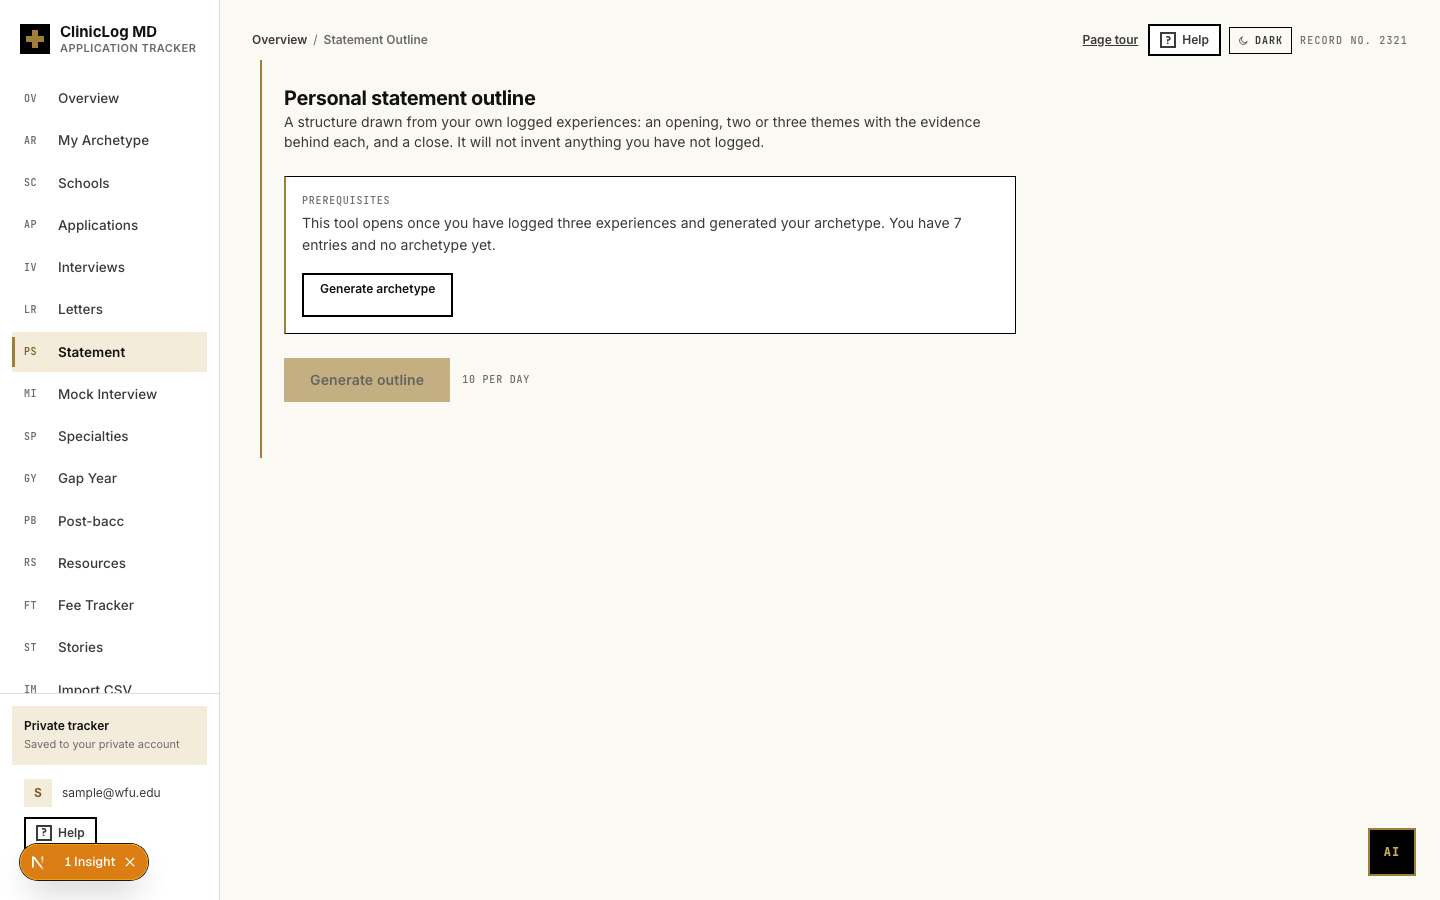 ClinicLog MD
APPLICATION TRACKER
OV Overview
AR My Archetype
SC Schools
AP Applications
IV Interviews
LR Letters
PS Statement
MI Mock Interview
SP Specialties
GY Gap Year
PB Post-bacc
RS Resources
FT Fee Tracker
ST Stories
IM Import CSV
Private tracker
Saved to your private account
S sample@wfu.edu
? Help
N 1 Insight
Overview / Statement Outline
Page tour
? Help
DARK
RECORD NO. 2321
Personal statement outline
A structure drawn from your own logged experiences: an opening, two or three themes with the evidence
behind each, and a close. It will not invent anything you have not logged.
PREREQUISITES
This tool opens once you have logged three experiences and generated your archetype. You have 7
entries and no archetype yet.
Generate archetype
Generate outline
10 PER DAY
AI